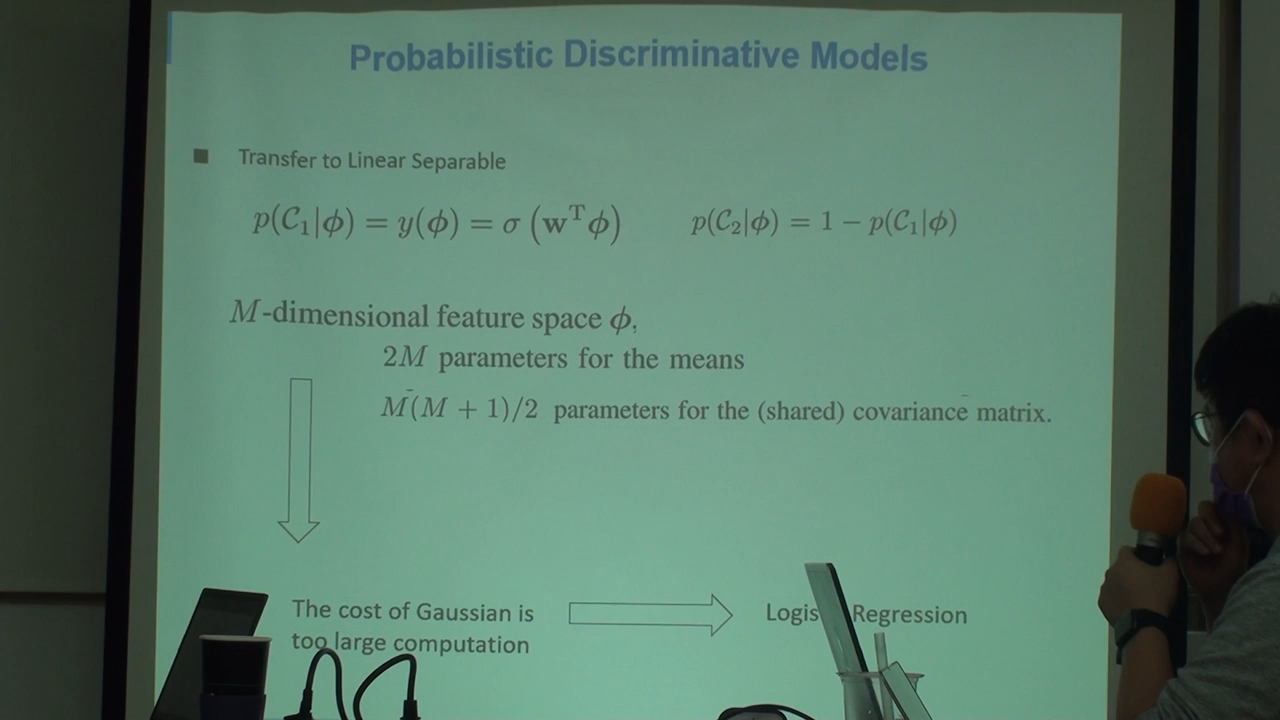 Probabilistic Discriminative Models
Transfer to Linear Separable
p(C₁|ϕ) = y(ϕ) = σ (wᵀϕ) p(C₂|ϕ) = 1 − p(C₁|ϕ)
M-dimensional feature space ϕ,
2M parameters for the means
M(M + 1)/2 parameters for the (shared) covariance matrix.
The cost of Gaussian is
too large computation
Regression